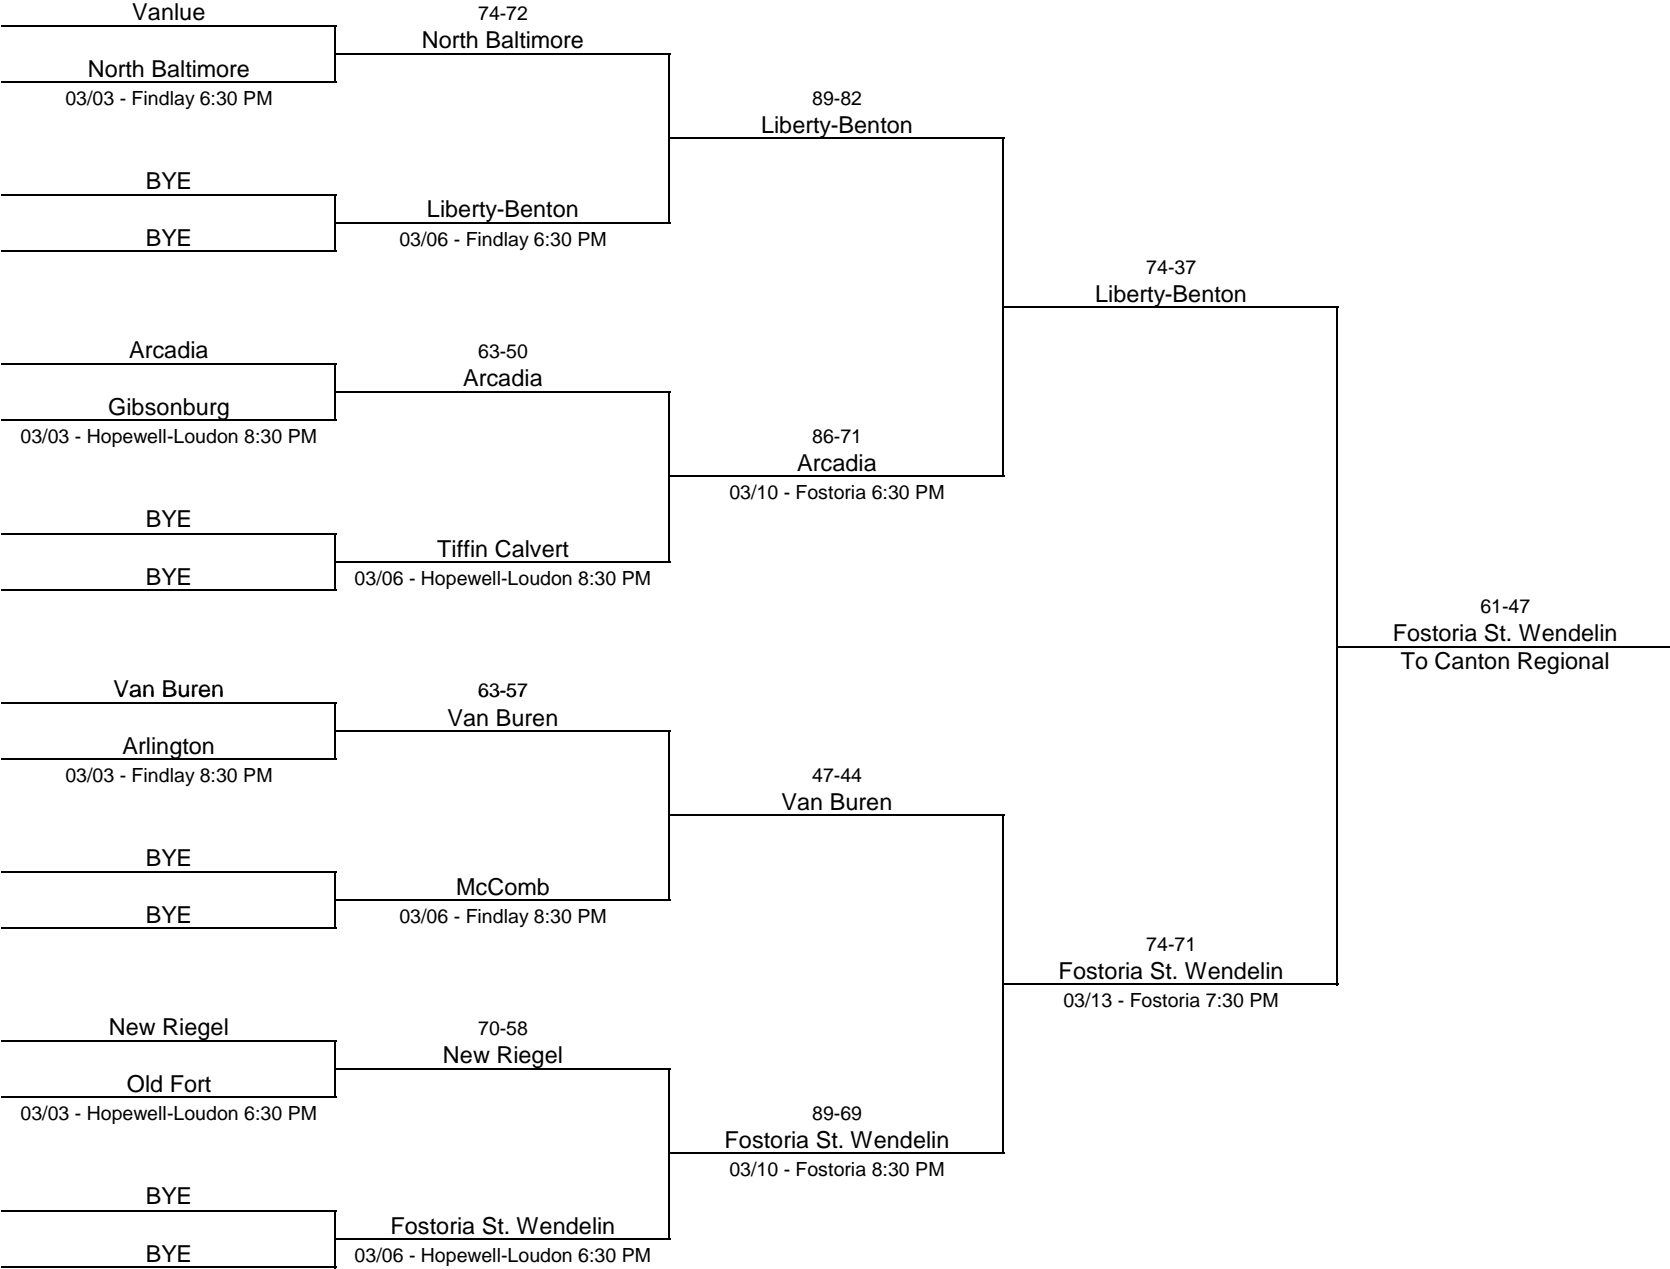 Vanlue
North Baltimore
03/03 - Findlay 6:30 PM
BYE
BYE
Arcadia
Gibsonburg
03/03 - Hopewell-Loudon 8:30 PM
BYE
BYE
Van Buren
Arlington
03/03 - Findlay 8:30 PM
BYE
BYE
New Riegel
Old Fort
03/03 - Hopewell-Loudon 6:30 PM
BYE
BYE
74-72
North Baltimore
Liberty-Benton
03/06 - Findlay 6:30 PM
63-50
Arcadia
Tiffin Calvert
03/06 - Hopewell-Loudon 8:30 PM
63-57
Van Buren
McComb
03/06 - Findlay 8:30 PM
70-58
New Riegel
Fostoria St. Wendelin
03/06 - Hopewell-Loudon 6:30 PM
89-82
Liberty-Benton
86-71
Arcadia
03/10 - Fostoria 6:30 PM
47-44
Van Buren
89-69
Fostoria St. Wendelin
03/10 - Fostoria 8:30 PM
74-37
Liberty-Benton
74-71
Fostoria St. Wendelin
03/13 - Fostoria 7:30 PM
61-47
Fostoria St. Wendelin
To Canton Regional